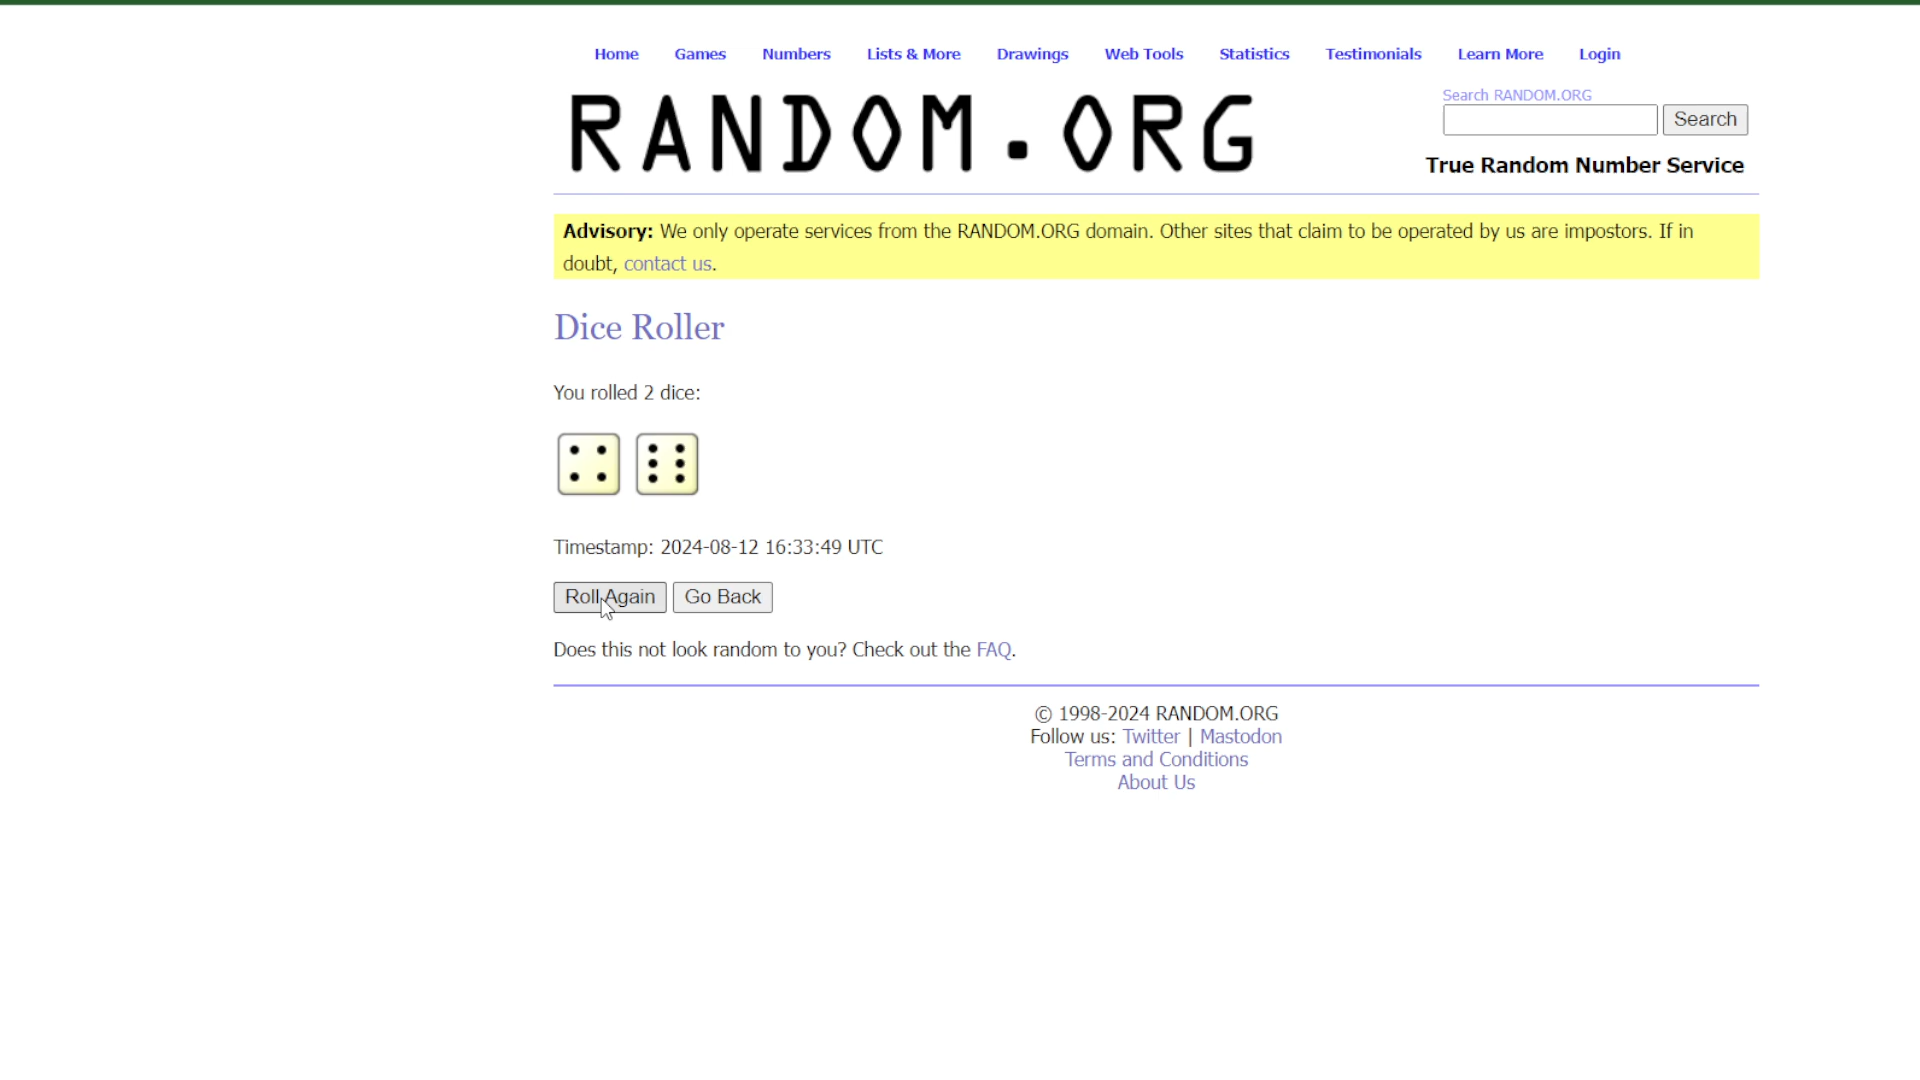 Home Games Numbers Lists & More Drawings Web Tools Statistics Testimonials Learn More Login
RANDOM.ORG
Search RANDOM.ORG
Search
True Random Number Service
Advisory: We only operate services from the RANDOM.ORG domain. Other sites that claim to be operated by us are impostors. If in
doubt, contact us.
Dice Roller
You rolled 2 dice:
Timestamp: 2024-08-12 16:33:49 UTC
Roll Again Go Back
Does this not look random to you? Check out the FAQ.
© 1998-2024 RANDOM.ORG
Follow us: Twitter | Mastodon
Terms and Conditions
About Us